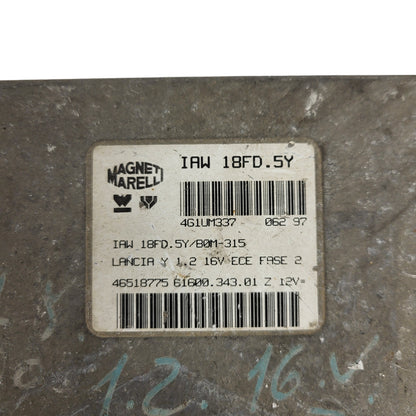 MAGNETI MARELLI
IAW 18FD.5Y
4G1UM337 062 97
IAW 18FD.5Y/B0M-315
LANCIA Y 1.2 16V ECE FASE 2
46518775 61600.343.01 Z 12V=
1.2. 16.V.